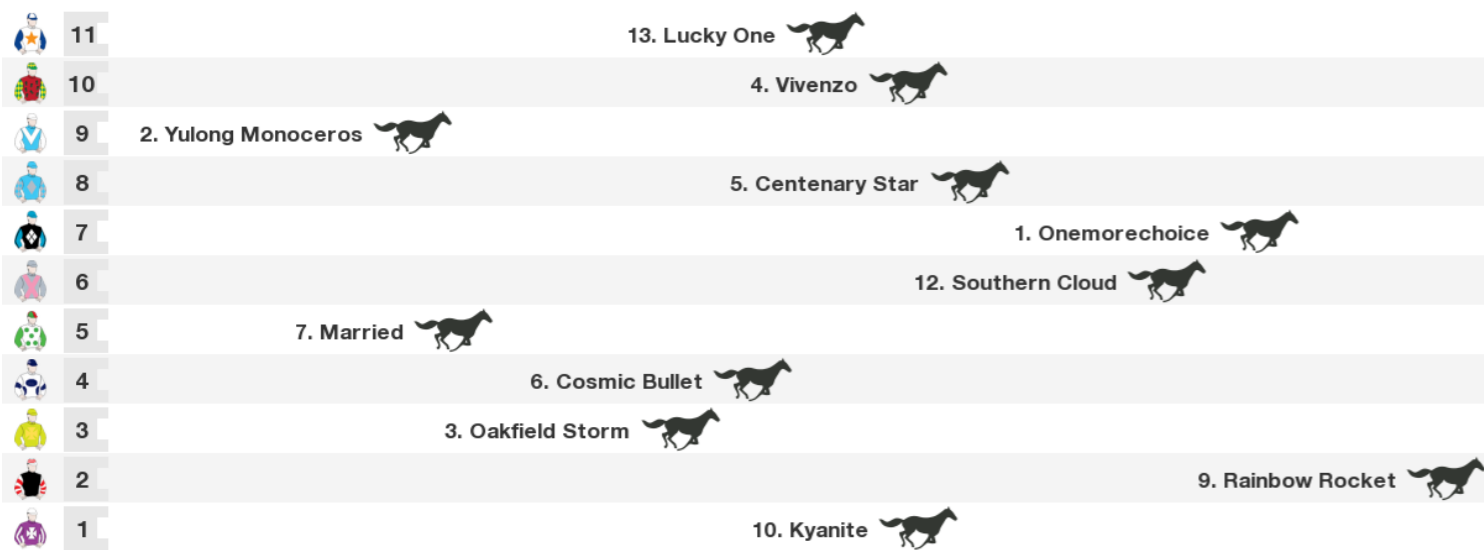 11 13. Lucky One
10 4. Vivenzo
9 2. Yulong Monoceros
8 5. Centenary Star
7 1. Onemorechoice
6 12. Southern Cloud
5 7. Married
4 6. Cosmic Bullet
3 3. Oakfield Storm
2 9. Rainbow Rocket
1 10. Kyanite